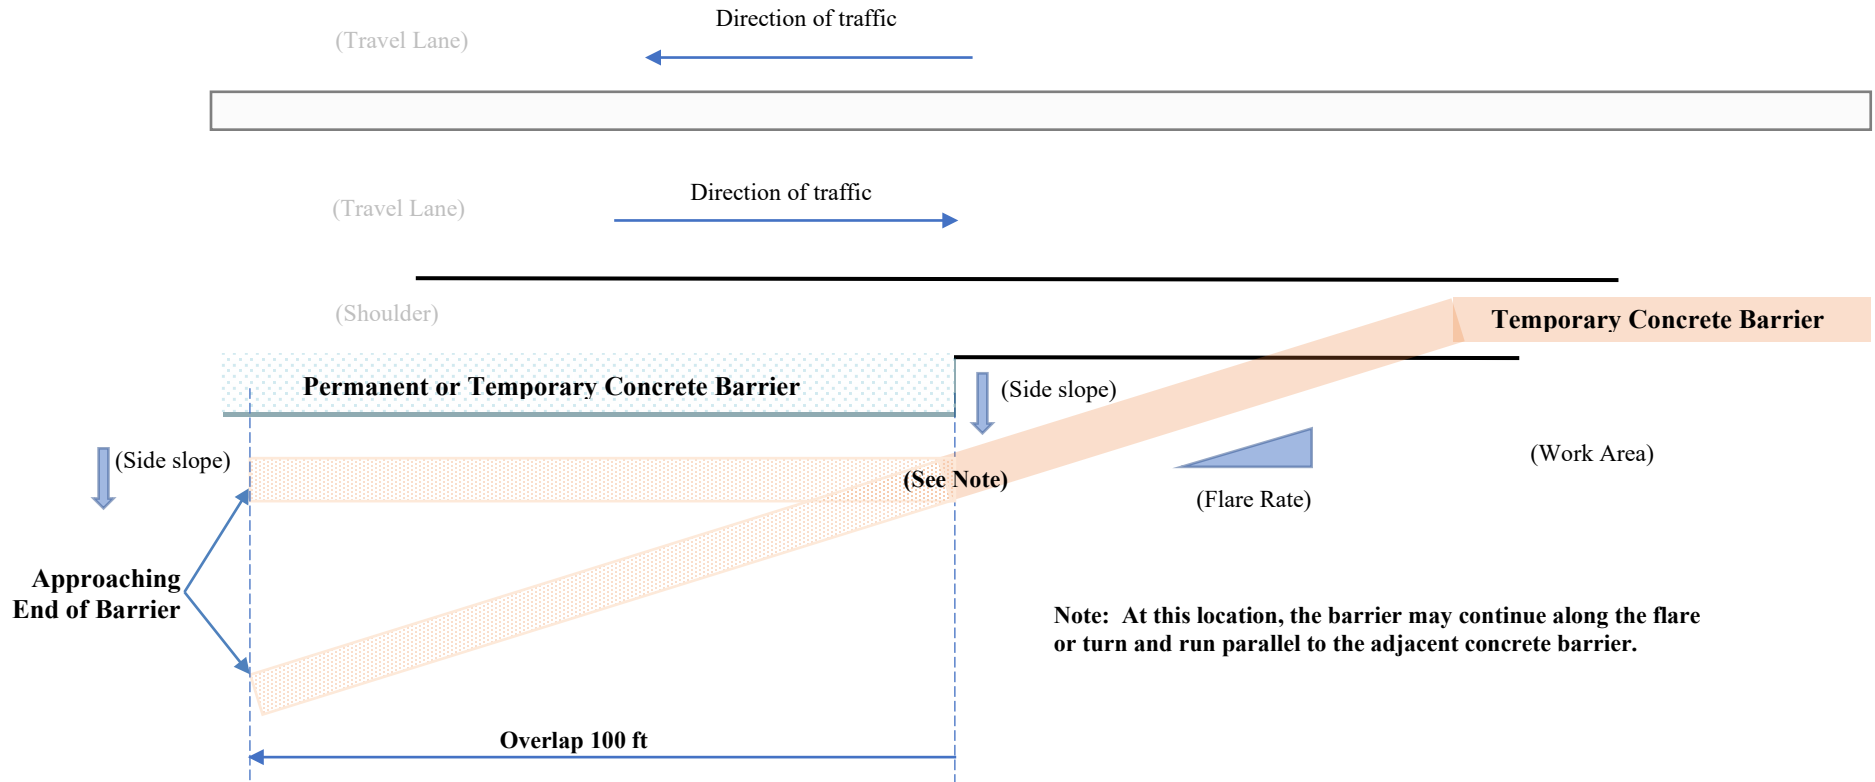 Direction of traffic
(Travel Lane)
Direction of traffic
(Travel Lane)
(Shoulder)
Temporary Concrete Barrier
Permanent or Temporary Concrete Barrier
(Side slope)
(Side slope)
(Work Area)
(See Note)
(Flare Rate)
Approaching
End of Barrier
Note: At this location, the barrier may continue along the flare
or turn and run parallel to the adjacent concrete barrier.
Overlap 100 ft